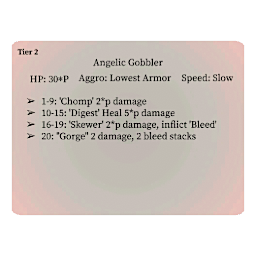 Tier 2
Angelic Gobbler
HP: 30*P Aggro: Lowest Armor Speed: Slow
➢ 1-9: 'Chomp' 2*p damage
➢ 10-15: 'Digest' Heal 5*p damage
➢ 16-19: 'Skewer' 2*p damage, inflict 'Bleed'
➢ 20: "Gorge" 2 damage, 2 bleed stacks